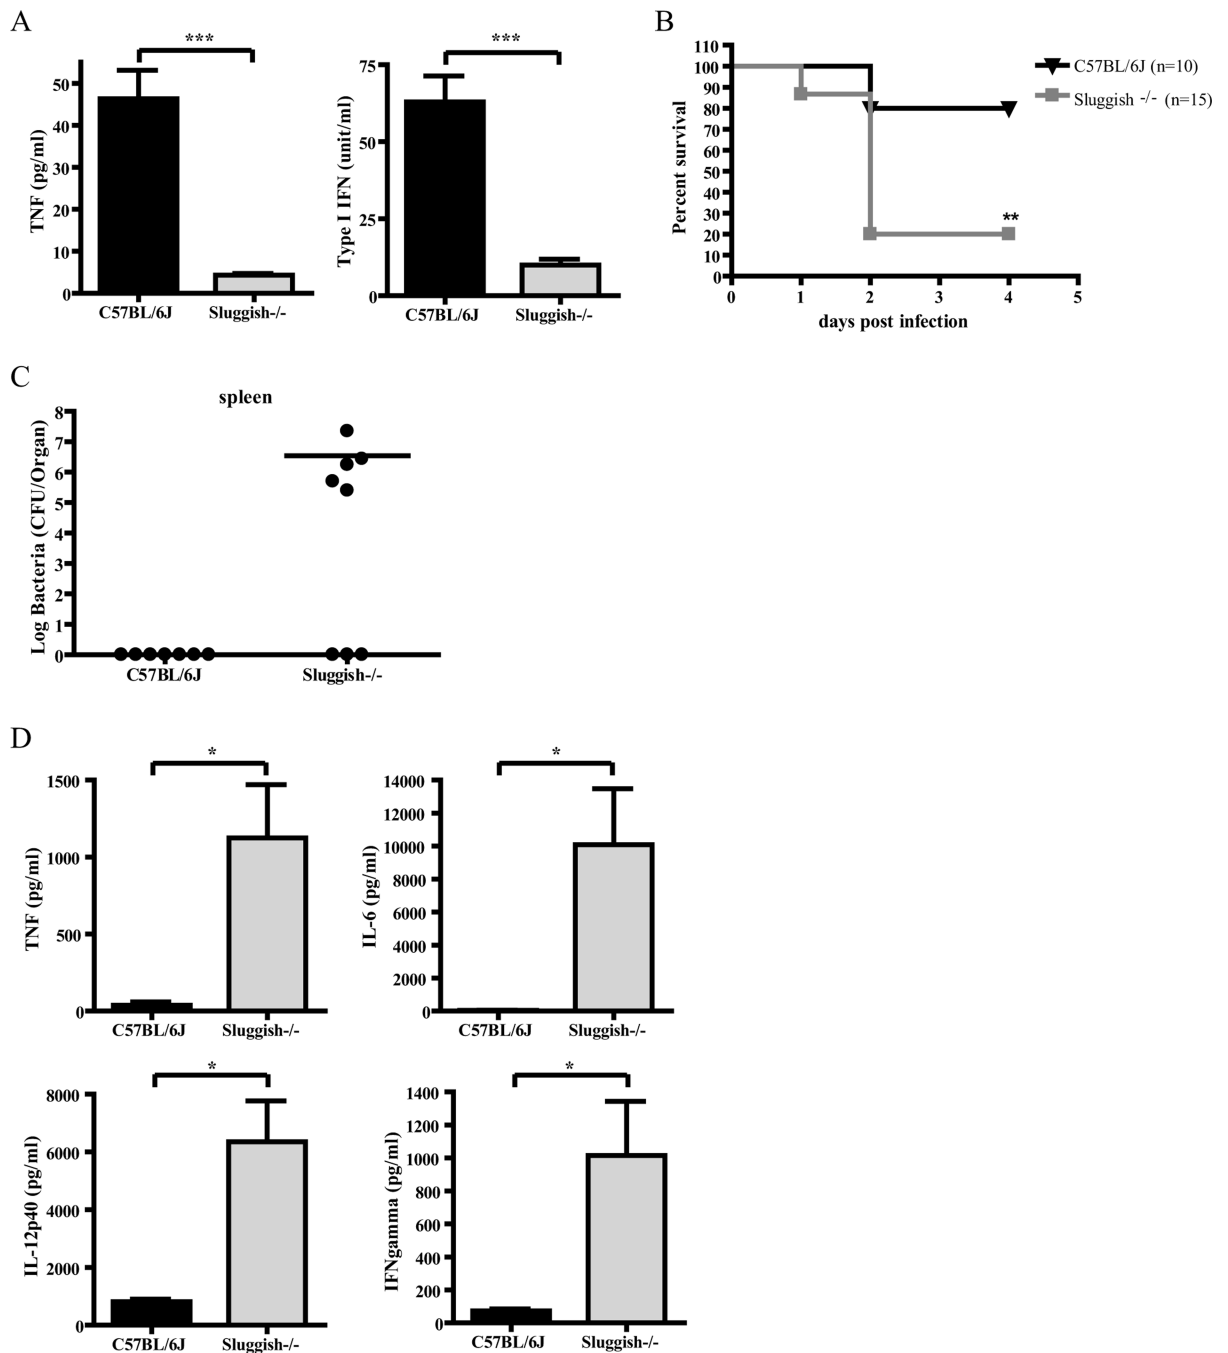 A
***
TNF (pg/ml)
50
40
30
20
10
0
C57BL/6J
Sluggish-/-
***
Type I IFN (unit/ml)
75
50
25
0
C57BL/6J
Sluggish-/-
B
Percent survival
110
100
90
80
70
60
50
40
30
20
10
0
0 1 2 3 4 5
days post infection
**
C57BL/6J (n=10)
Sluggish -/- (n=15)
C
spleen
Log Bacteria (CFU/Organ)
8
7
6
5
4
3
2
1
0
C57BL/6J
Sluggish-/-
D
*
TNF (pg/ml)
1500
1000
500
0
C57BL/6J
Sluggish-/-
*
IL-6 (pg/ml)
14000
12000
10000
8000
6000
4000
2000
0
C57BL/6J
Sluggish-/-
*
IL-12p40 (pg/ml)
8000
6000
4000
2000
0
C57BL/6J
Sluggish-/-
*
IFNgamma (pg/ml)
1400
1200
1000
800
600
400
200
0
C57BL/6J
Sluggish-/-